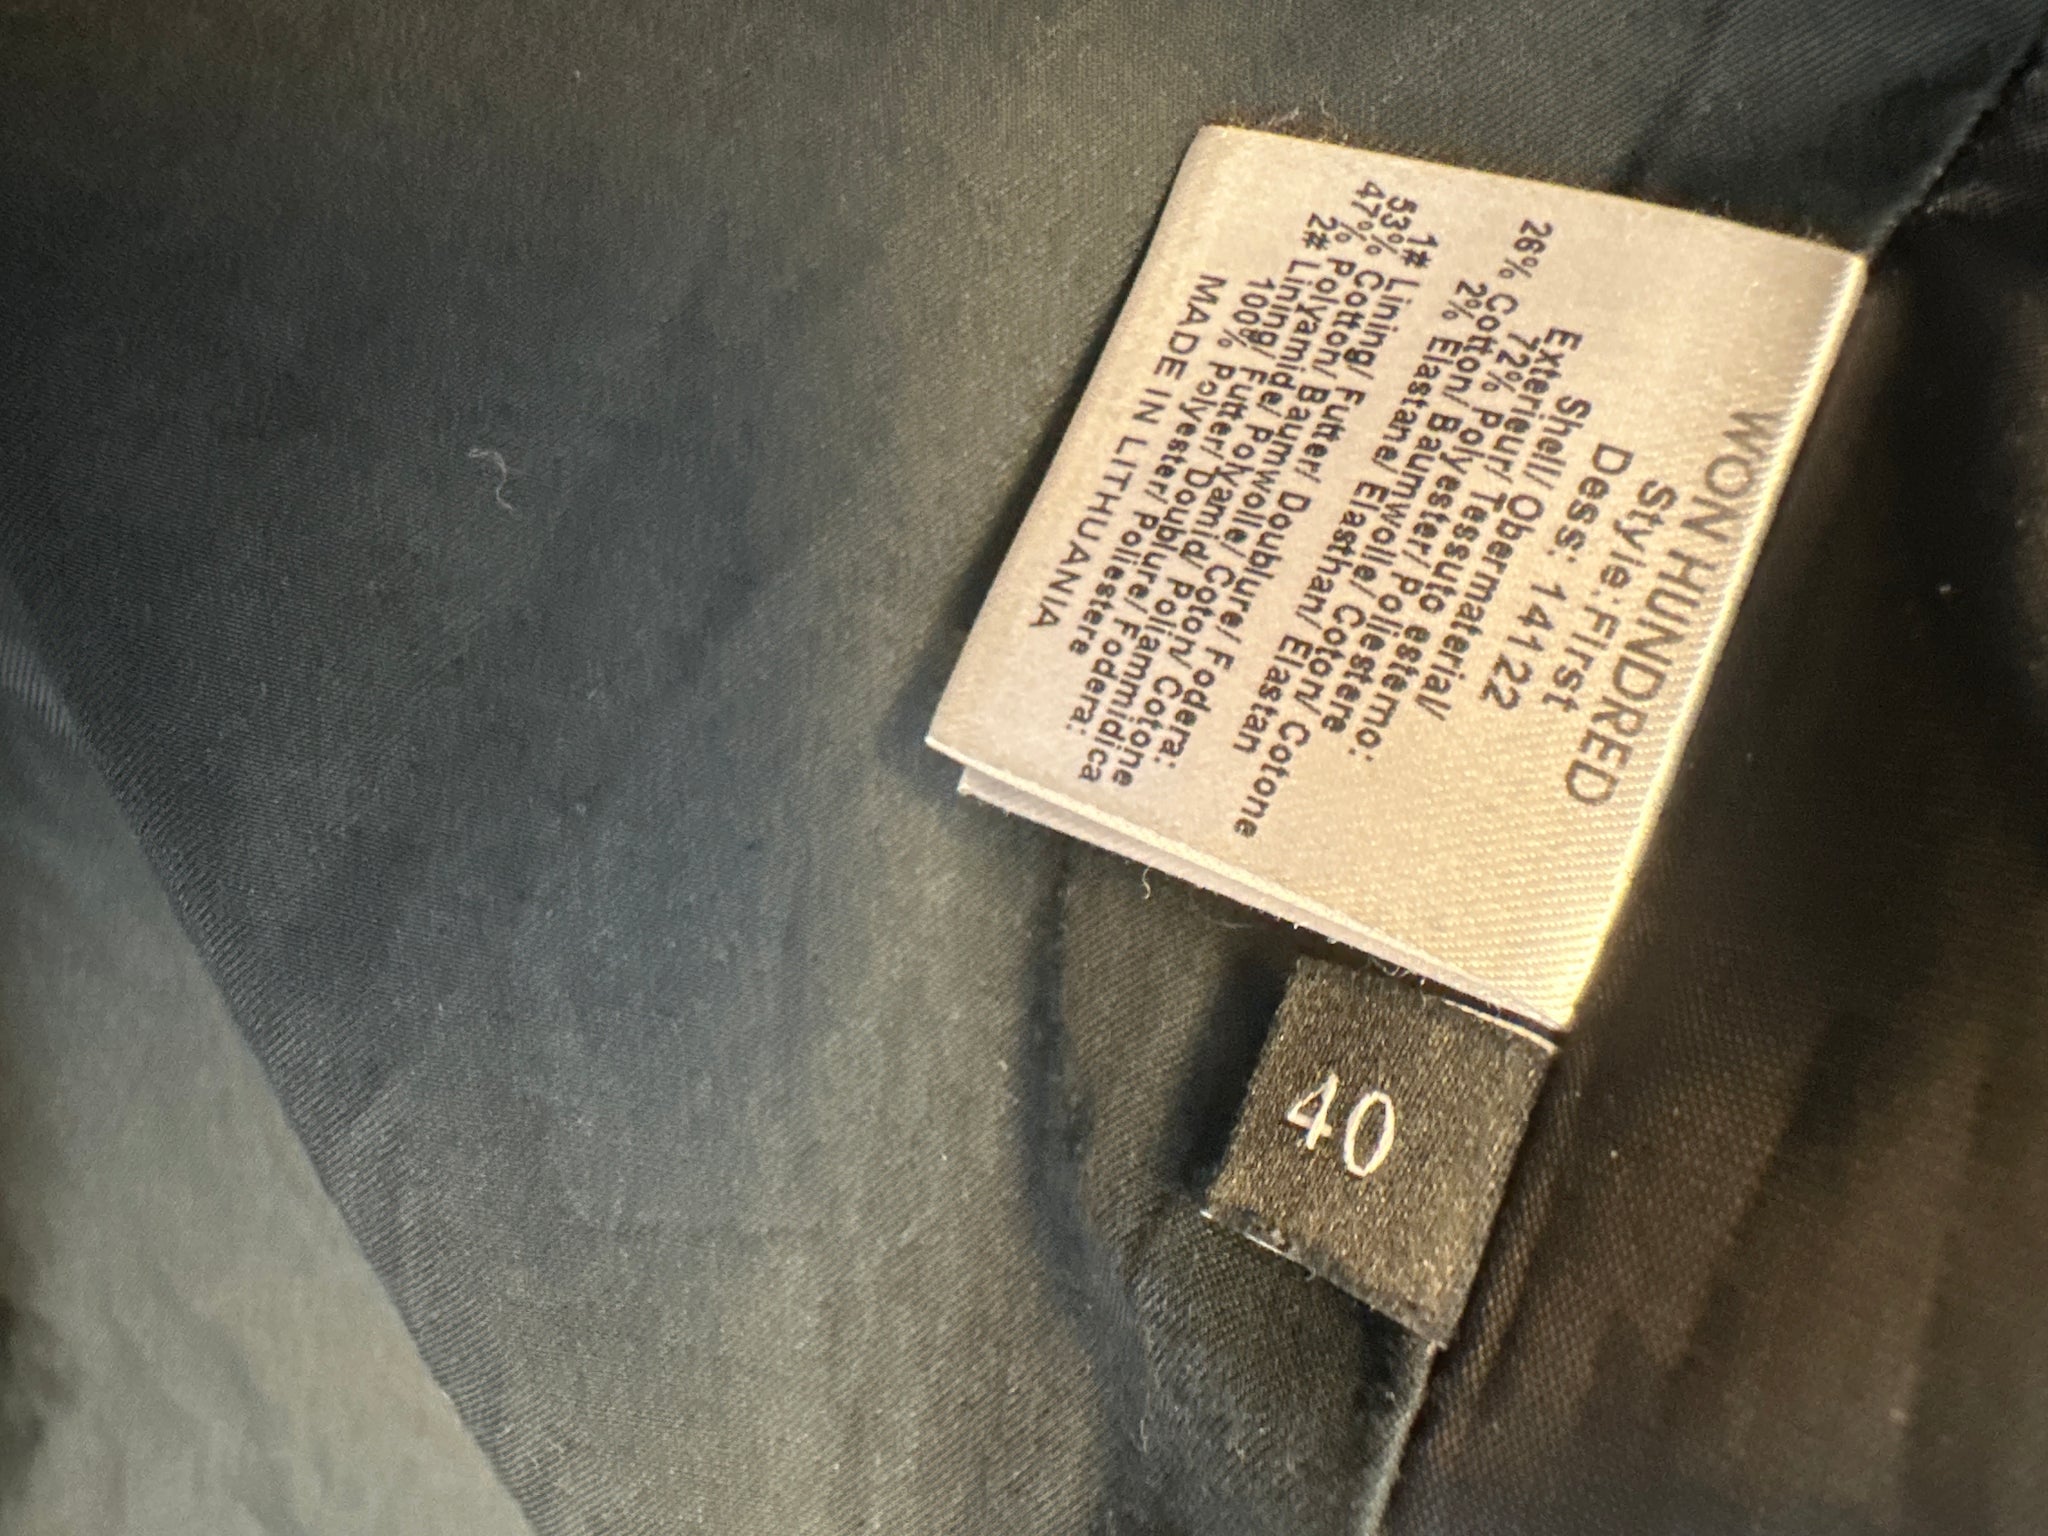 WON HUNDRED
Style:First
Dess: 14122
Shell/ Obermaterial/
Exterieur/ Tessuto esterno:
72% Polyester/ Poliestere
26% Cotton/ Baumwolle/ Coton/ Cotone
2% Elastane/ Elasthan/ Elastan
1# Lining/ Futter/ Doublure/ Fodera:
53% Cotton/ Baumwolle/ Coton/ Cotone
47% Polyamide/ Polyamid/ Poliammidica
2# Lining/ Futter/ Doublure/ Fodera:
100% Polyester/ Poliestere
MADE IN LITHUANIA
40